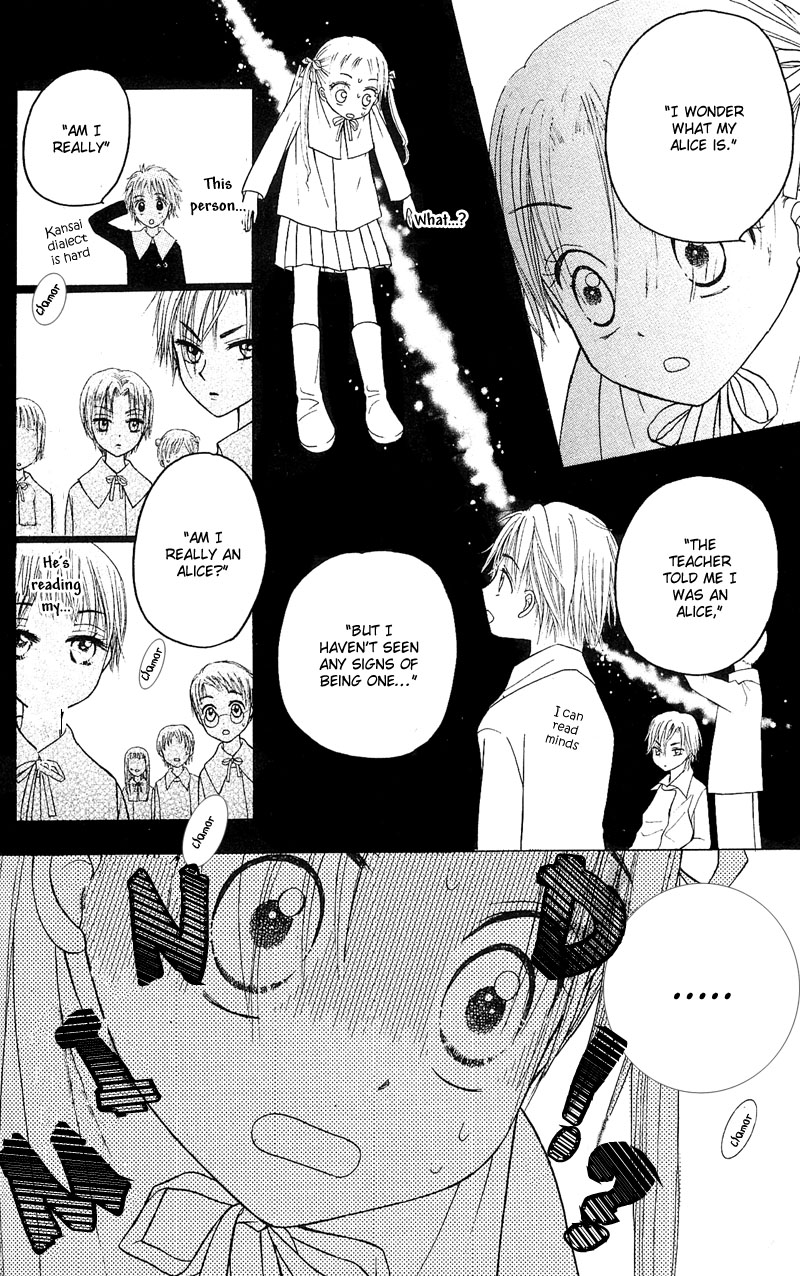 "I WONDER
WHAT MY
ALICE IS."
What...?
This
person...
"AM I
REALLY"
Kansai
dialect
is hard
clamor
"THE
TEACHER
TOLD ME I
WAS AN
ALICE,"
I can
read
minds
"BUT I
HAVEN'T SEEN
ANY SIGNS OF
BEING ONE..."
"AM I
REALLY AN
ALICE?"
He's
reading
my...
clamor
clamor
.....
MIND
!?
clamor